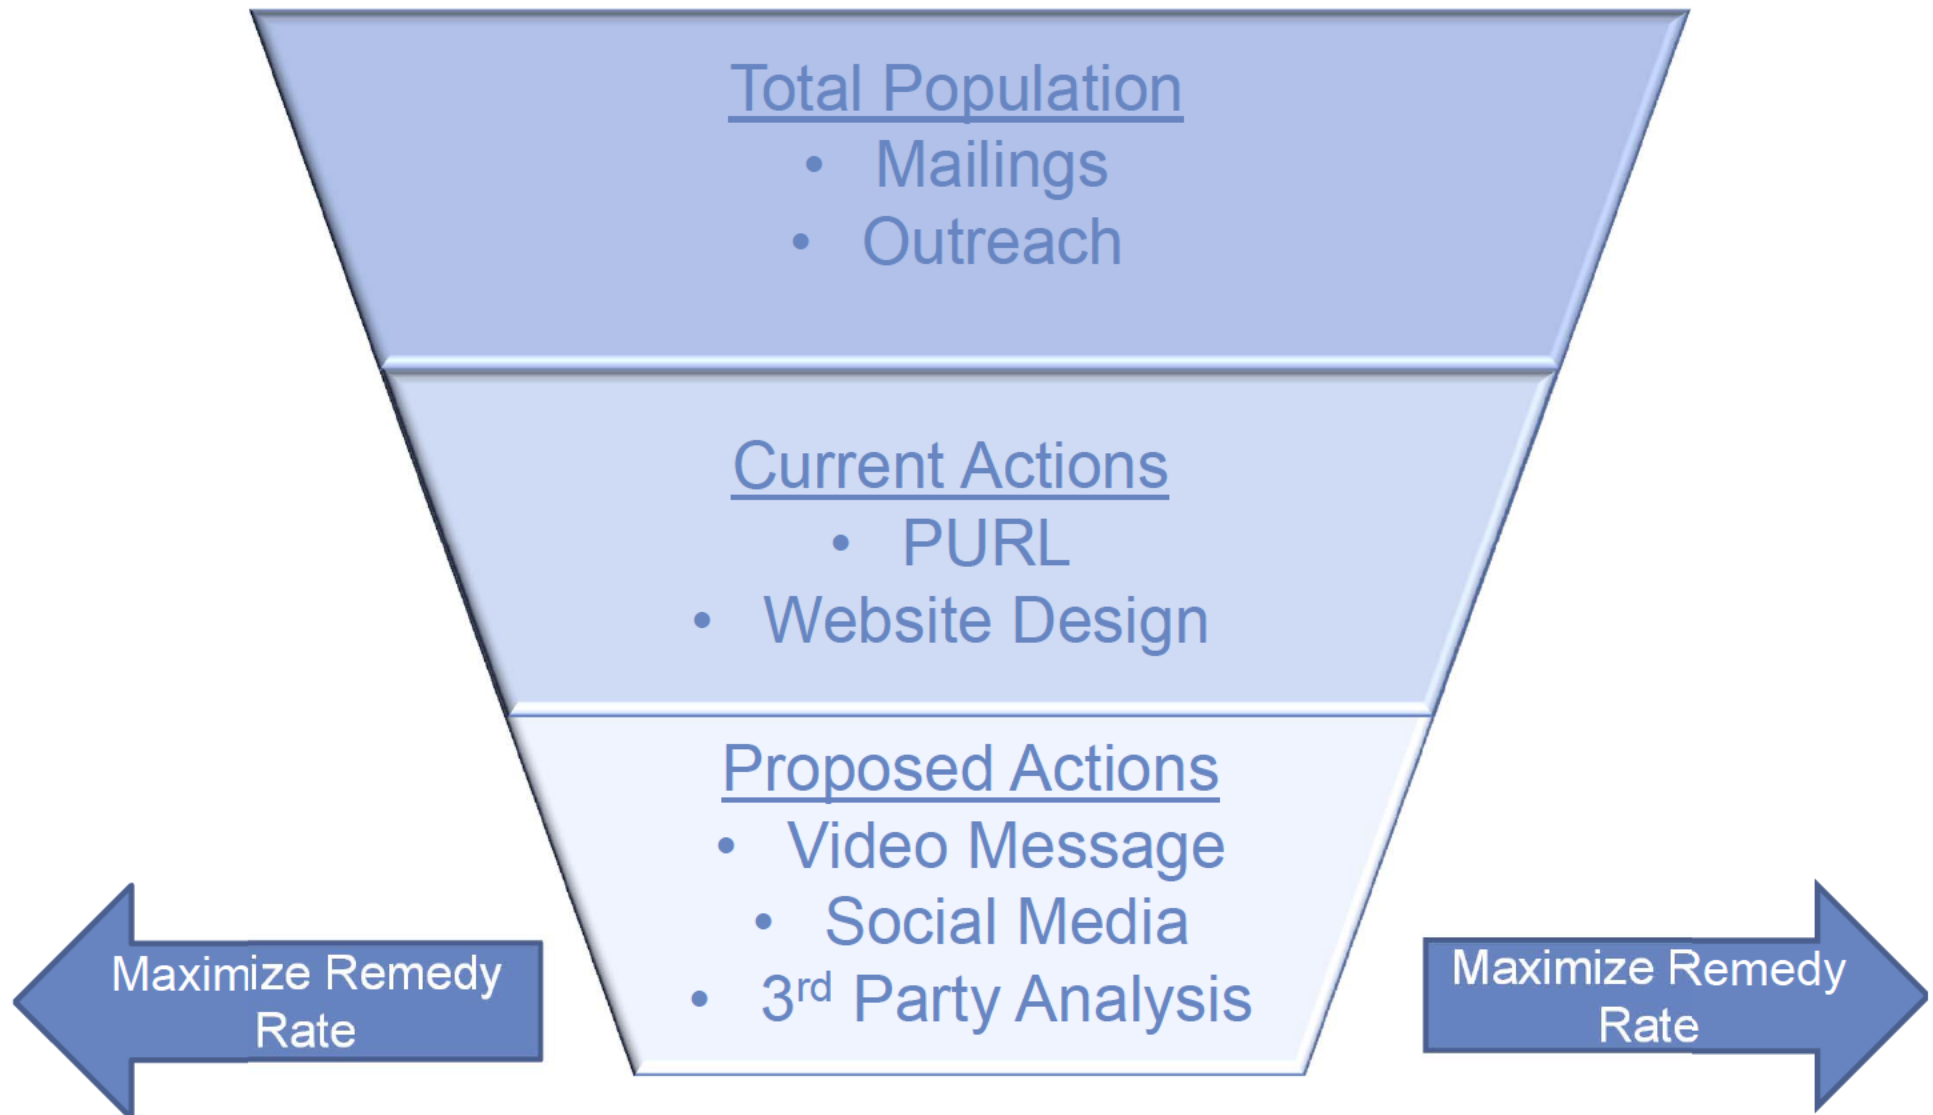 Total Population
• Mailings
• Outreach
Current Actions
• PURL
• Website Design
Proposed Actions
• Video Message
• Social Media
• 3rd Party Analysis
Maximize Remedy
Rate
Maximize Remedy
Rate